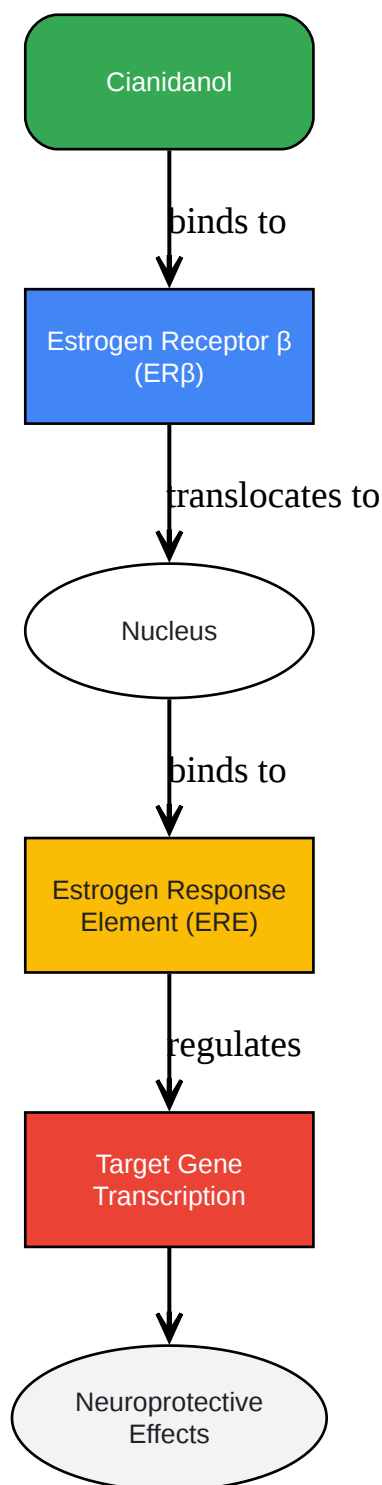 Cianidanol
binds to
Estrogen Receptor β
(ERβ)
translocates to
Nucleus
binds to
Estrogen Response
Element (ERE)
regulates
Target Gene
Transcription
Neuroprotective
Effects